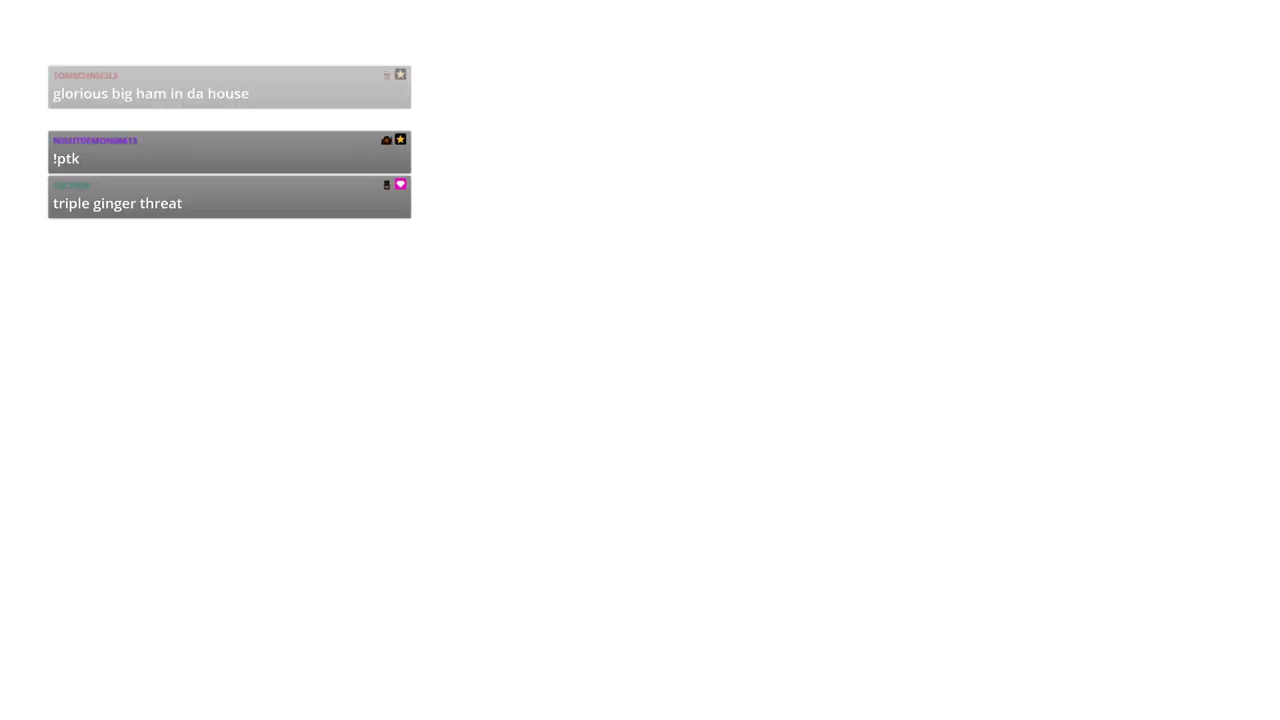 glorious big ham in da house
!ptk
triple ginger threat